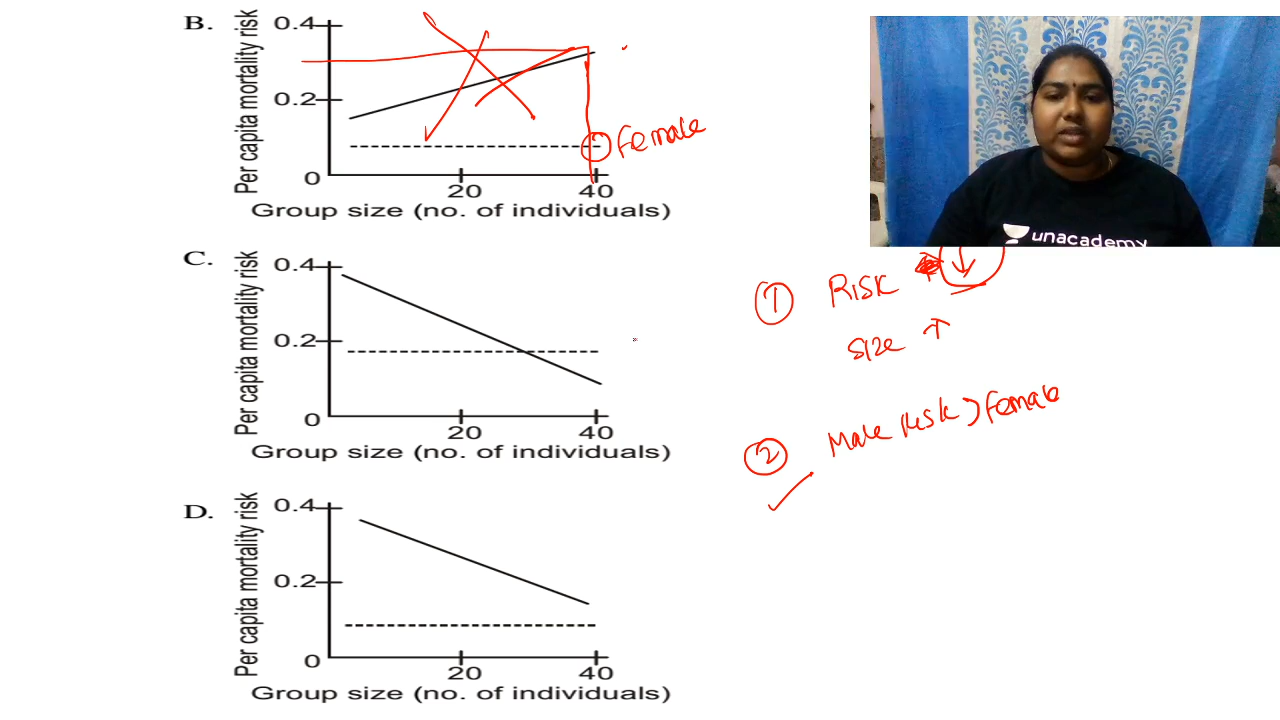 B.
Per capita mortality risk
0.4
0.2
0
20
40
Group size (no. of individuals)
Female
unacademy
C.
Per capita mortality risk
0.4
0.2
0
20
40
Group size (no. of individuals)
① Risk ↓
size ↑
② Male risk > female
D.
Per capita mortality risk
0.4
0.2
0
20
40
Group size (no. of individuals)